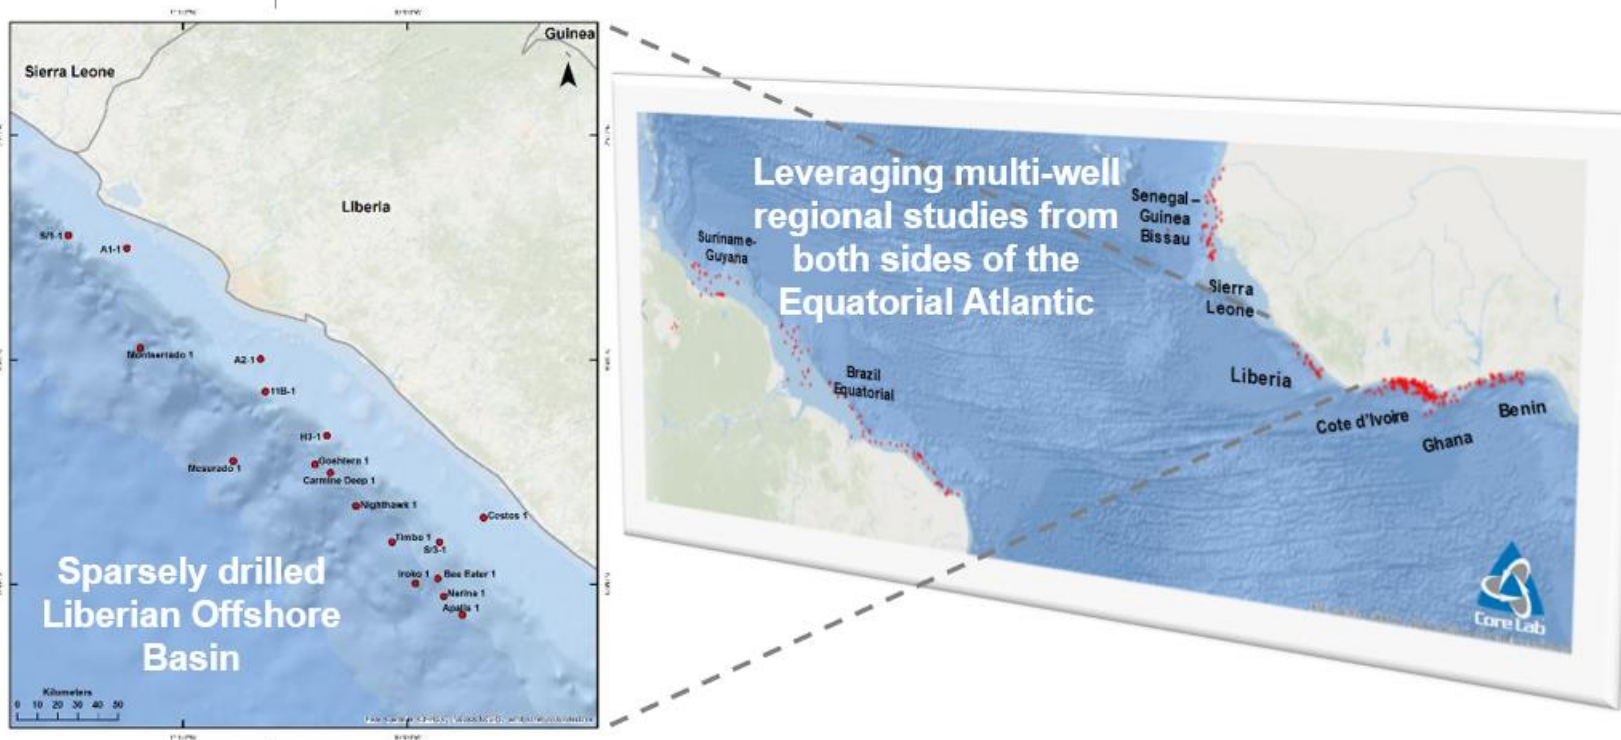 Guinea
Sierra Leone
Liberia
S/1-1
A1-1
Montserrado 1
A2-1
11B-1
H3-1
Mesurado 1
Goshtern 1
Carmine Deep 1
Nighthawk 1
Cestos 1
Timbo 1
S/3-1
Iroko 1
Bee Eater 1
Narina 1
Apalis 1
Sparsely drilled
Liberian Offshore
Basin
Kilometers
0 10 20 30 40 50
Leveraging multi-well
regional studies from
both sides of the
Equatorial Atlantic
Suriname-
Guyana
Brazil
Equatorial
Senegal –
Guinea
Bissau
Sierra
Leone
Liberia
Cote d'Ivoire
Ghana
Benin
Core Lab